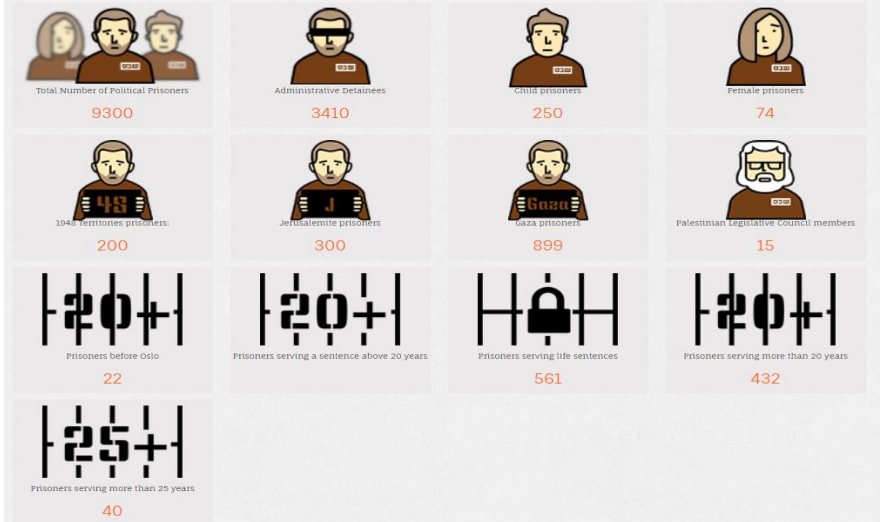 Total Number of Political Prisoners
9300
Administrative Detainees
3410
Child prisoners
250
Female prisoners
74
48
1948 Territories prisoners:
200
J
Jerusalemite prisoners
300
Gaza
Gaza prisoners
899
Palestinian Legislative Council members
15
20+
Prisoners before Oslo
22
20+
Prisoners serving a sentence above 20 years
Prisoners serving life sentences
561
20+
Prisoners serving more than 20 years
432
25+
Prisoners serving more than 25 years
40